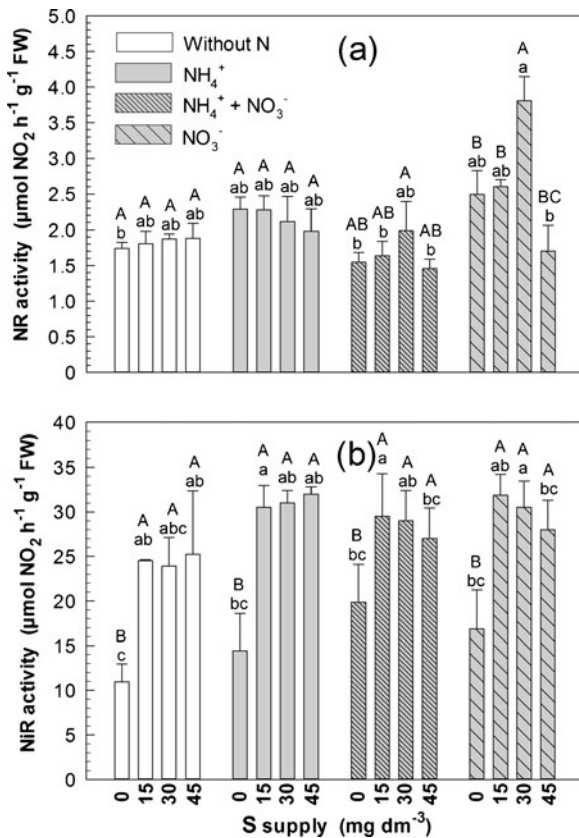 (a)
Without N
NH₄⁺
NH₄⁺ + NO₃⁻
NO₃⁻
NR activity (µmol NO₂ h⁻¹ g⁻¹ FW)
5.0
4.5
4.0
3.5
3.0
2.5
2.0
1.5
1.0
0.5
0
A A A A
b ab ab ab
A A A A
ab ab ab ab
AB AB A AB
b b ab b
B B A BC
ab ab a b
(b)
NiR activity (µmol NO₂ h⁻¹ g⁻¹ FW)
40
35
30
25
20
15
10
5
0
B A A A
c ab abc ab
B A A A
bc a ab ab
B A A A
bc a ab bc
B A A A
bc ab a bc
0 15 30 45 0 15 30 45 0 15 30 45 0 15 30 45
S supply (mg dm⁻³)